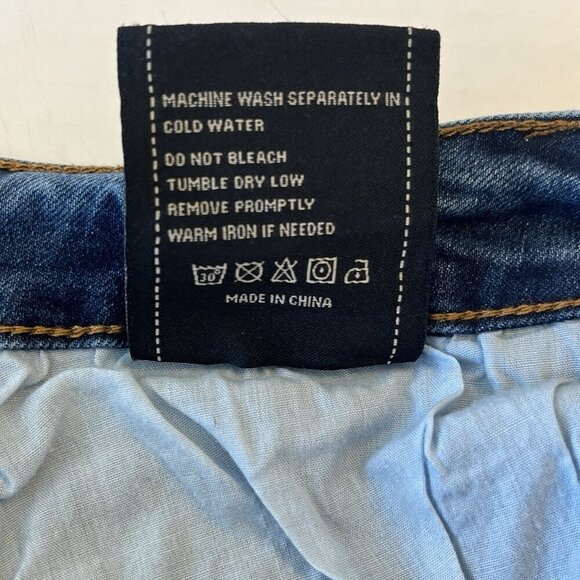 MACHINE WASH SEPARATELY IN
COLD WATER
DO NOT BLEACH
TUMBLE DRY LOW
REMOVE PROMPTLY
WARM IRON IF NEEDED
30°
MADE IN CHINA